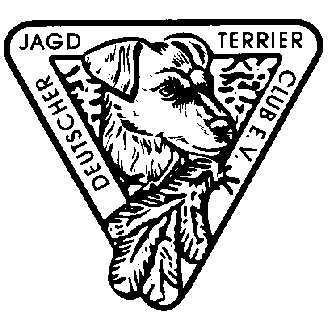 DEUTSCHER
JAGD TERRIER
CLUB E.V.